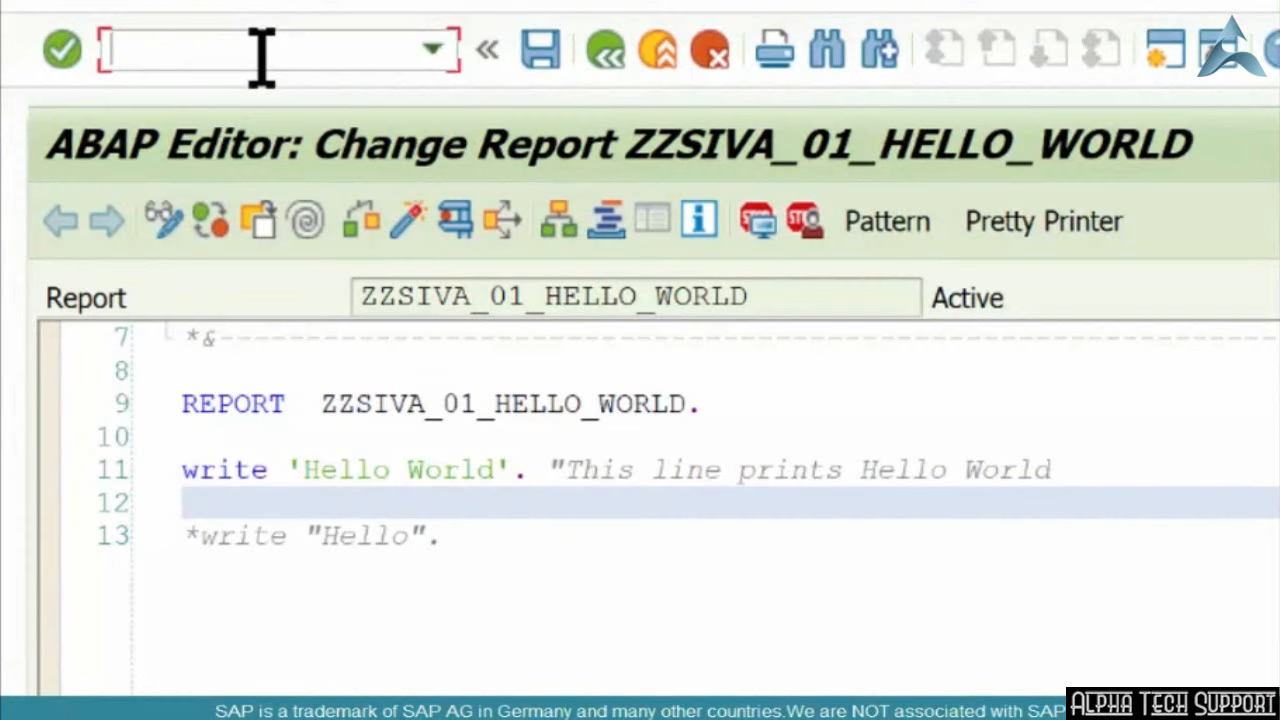 ABAP Editor: Change Report ZZSIVA_01_HELLO_WORLD
Pattern Pretty Printer
Report ZZSIVA_01_HELLO_WORLD Active
7 *&---------------------------------------------------------------
8
9 REPORT ZZSIVA_01_HELLO_WORLD.
10
11 write 'Hello World'. "This line prints Hello World
12
13 *write "Hello".
SAP is a trademark of SAP AG in Germany and many other countries.We are NOT associated with SAP
ALPHA TECH SUPPORT